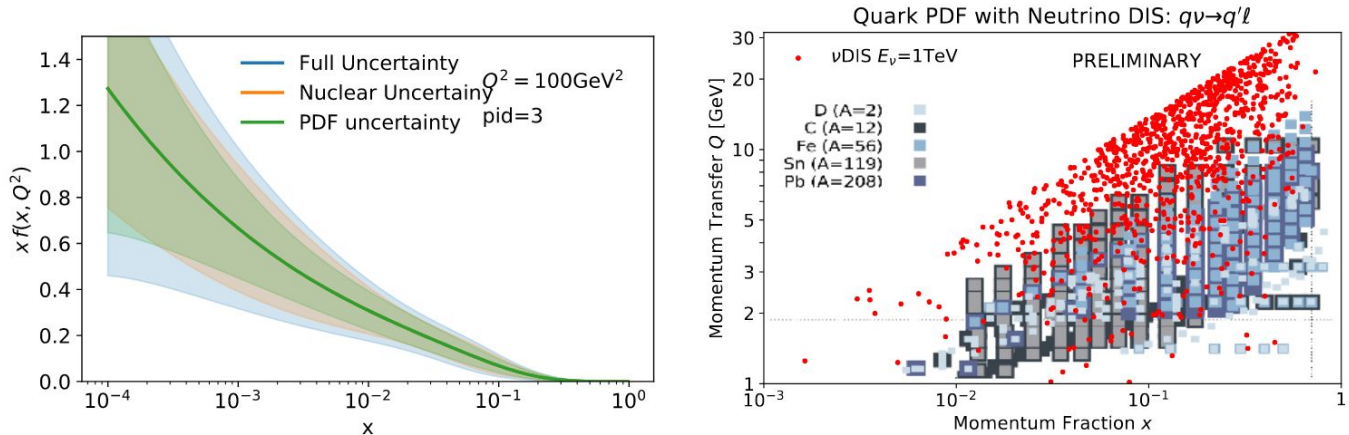 1.4
1.2
1.0
0.8
0.6
0.4
0.2
0.0
x f(x, Q²)
Full Uncertainty
Nuclear Uncertainy
PDF uncertainty
Q² = 100GeV²
pid=3
10⁻⁴ 10⁻³ 10⁻² 10⁻¹ 10⁰
x
Quark PDF with Neutrino DIS: qν→q′ℓ
30
20
10
5
3
2
1
Momentum Transfer Q [GeV]
νDIS Eν=1TeV
PRELIMINARY
D (A=2)
C (A=12)
Fe (A=56)
Sn (A=119)
Pb (A=208)
10⁻³ 10⁻² 10⁻¹ 1
Momentum Fraction x